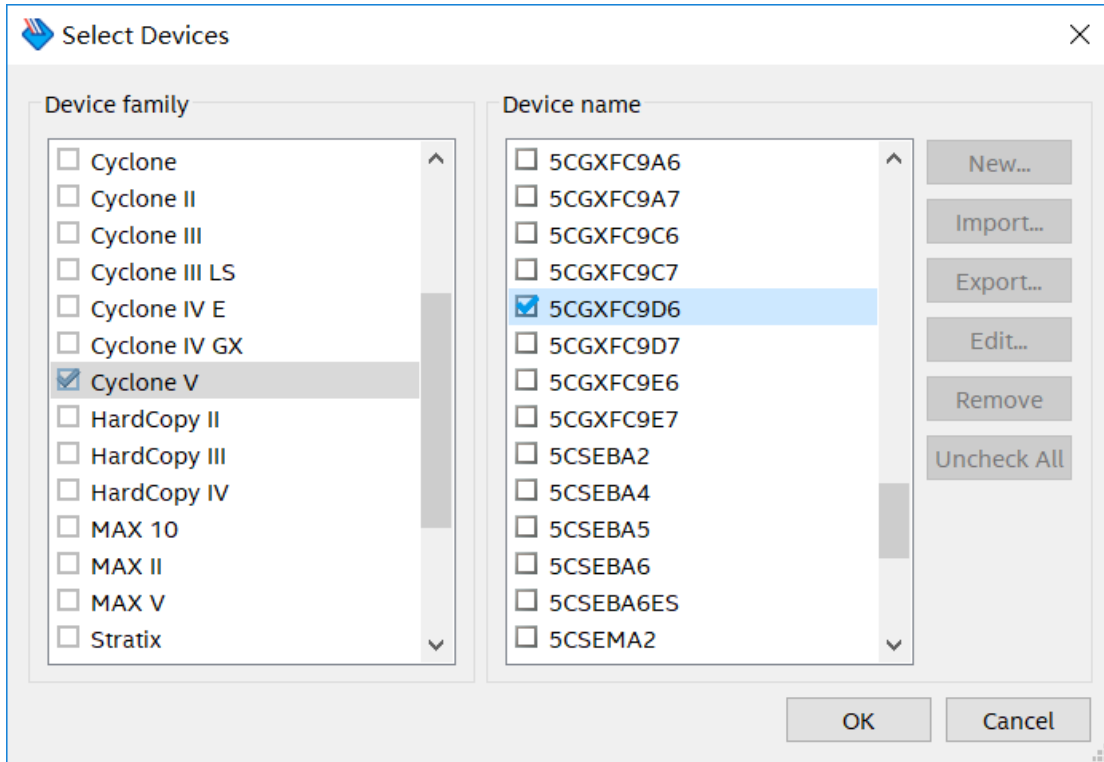 Select Devices
Device family
Cyclone
Cyclone II
Cyclone III
Cyclone III LS
Cyclone IV E
Cyclone IV GX
Cyclone V
HardCopy II
HardCopy III
HardCopy IV
MAX 10
MAX II
MAX V
Stratix
Device name
5CGXFC9A6
5CGXFC9A7
5CGXFC9C6
5CGXFC9C7
5CGXFC9D6
5CGXFC9D7
5CGXFC9E6
5CGXFC9E7
5CSEBA2
5CSEBA4
5CSEBA5
5CSEBA6
5CSEBA6ES
5CSEMA2
New...
Import...
Export...
Edit...
Remove
Uncheck All
OK
Cancel